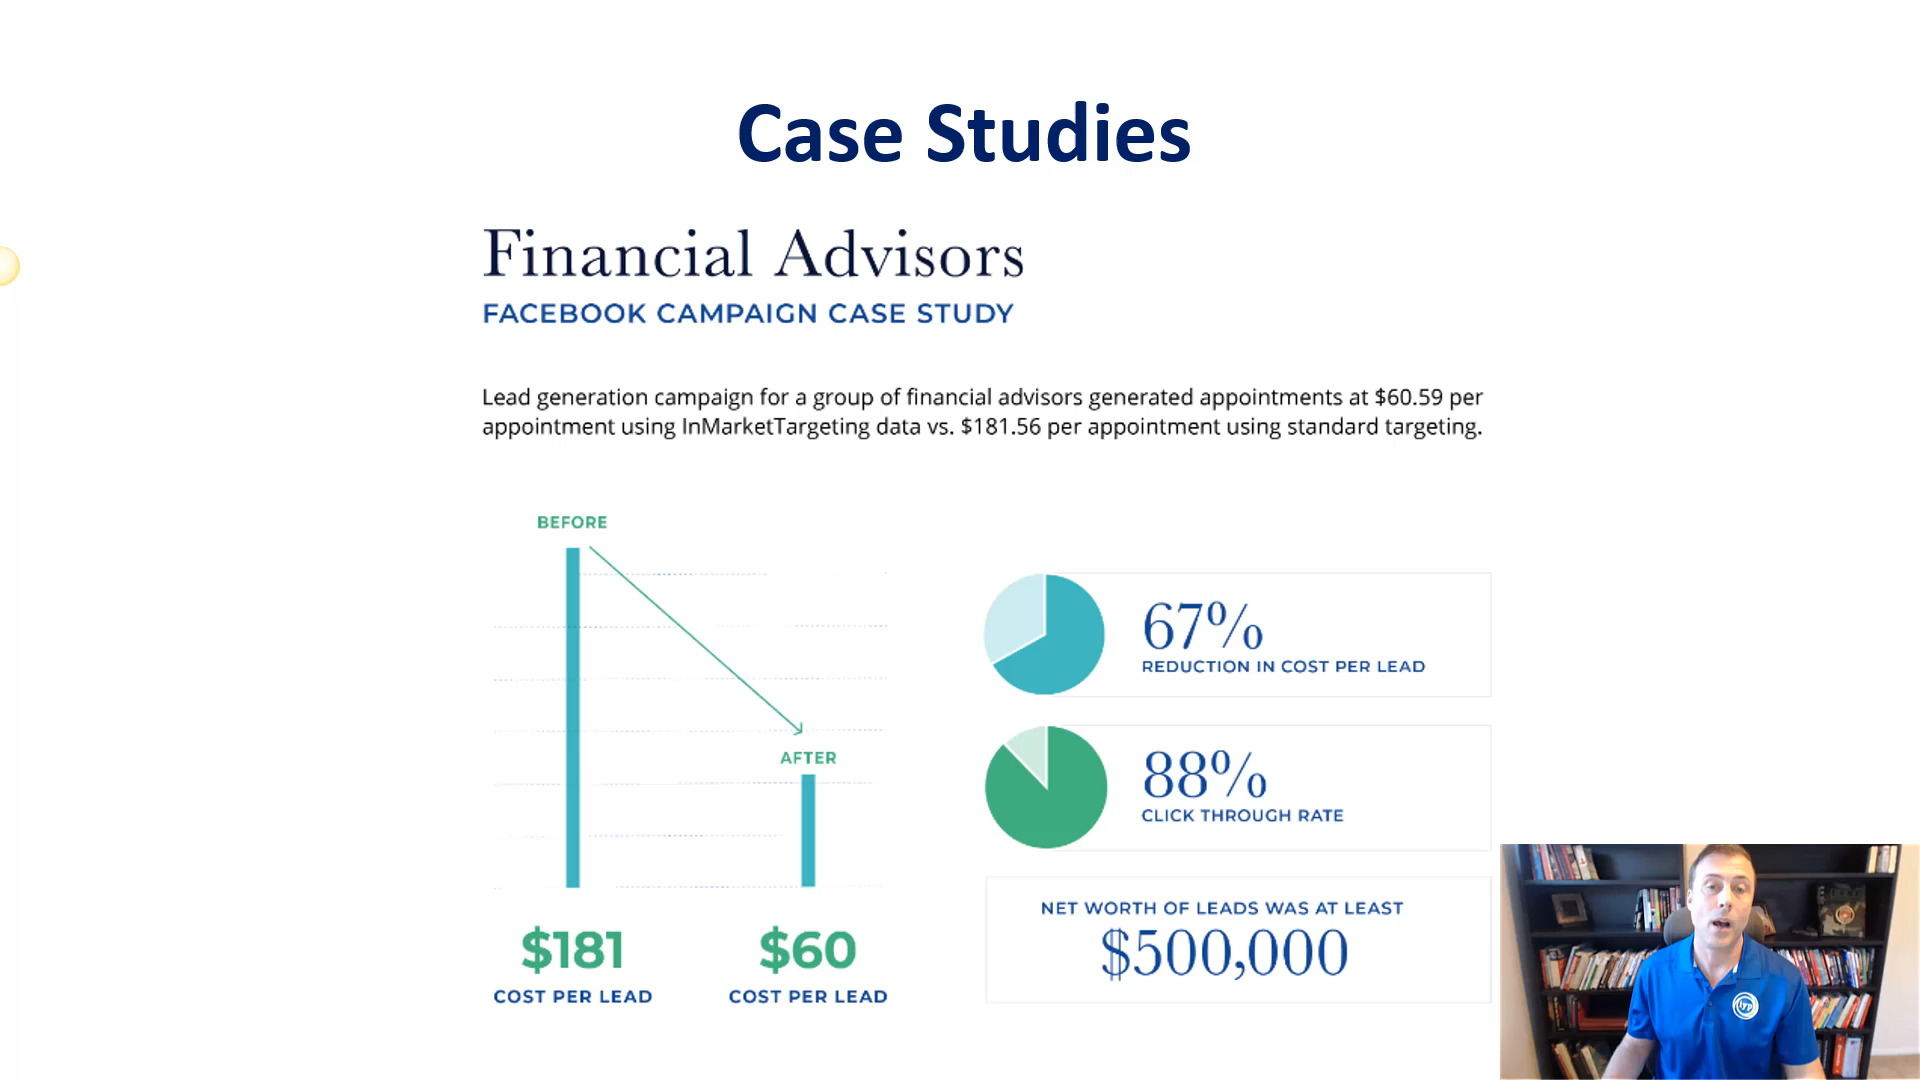 Case Studies
Financial Advisors
FACEBOOK CAMPAIGN CASE STUDY
Lead generation campaign for a group of financial advisors generated appointments at $60.59 per
appointment using InMarketTargeting data vs. $181.56 per appointment using standard targeting.
BEFORE
AFTER
$181
COST PER LEAD
$60
COST PER LEAD
67%
REDUCTION IN COST PER LEAD
88%
CLICK THROUGH RATE
NET WORTH OF LEADS WAS AT LEAST
$500,000
lyp